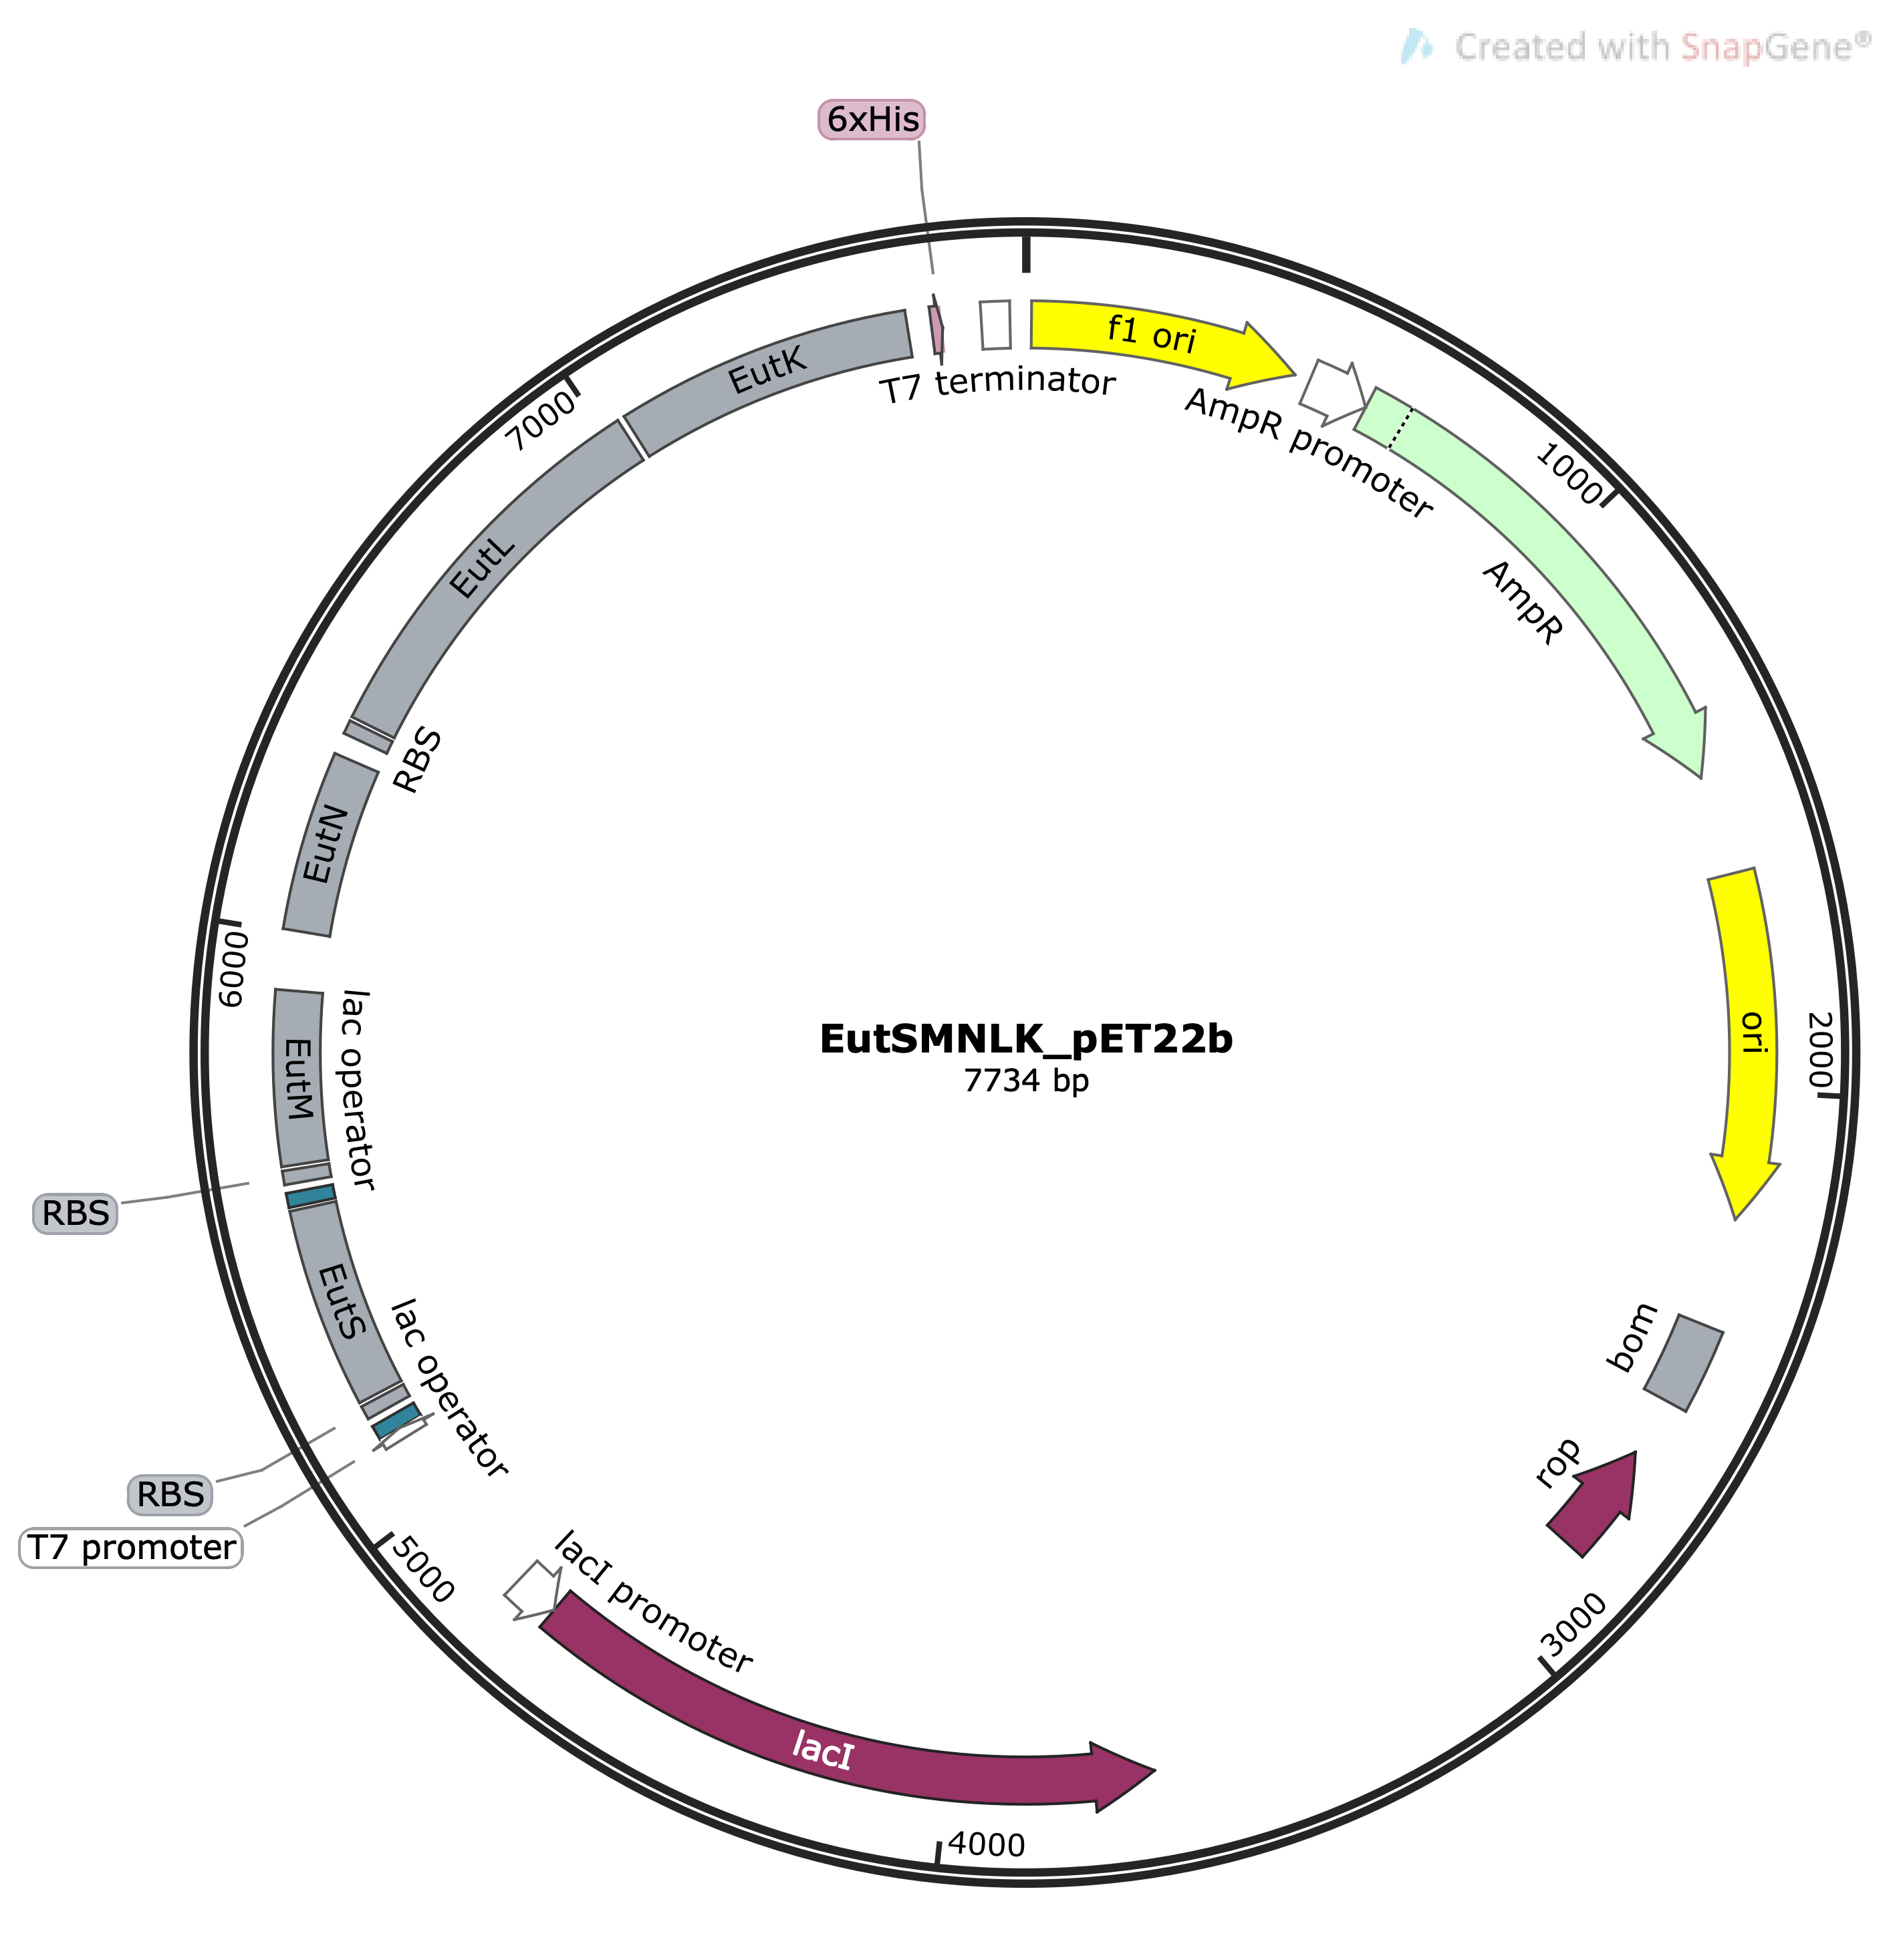 Created with SnapGene®
6xHis
f1 ori
EutK
T7 terminator
AmpR promoter
7000
1000
EutL
AmpR
RBS
EutN
6000
lac operator
ori
2000
EutSMNLK_pET22b
7734 bp
EutM
RBS
EutS
lac operator
bom
rop
RBS
T7 promoter
5000
lacI promoter
3000
lacI
4000